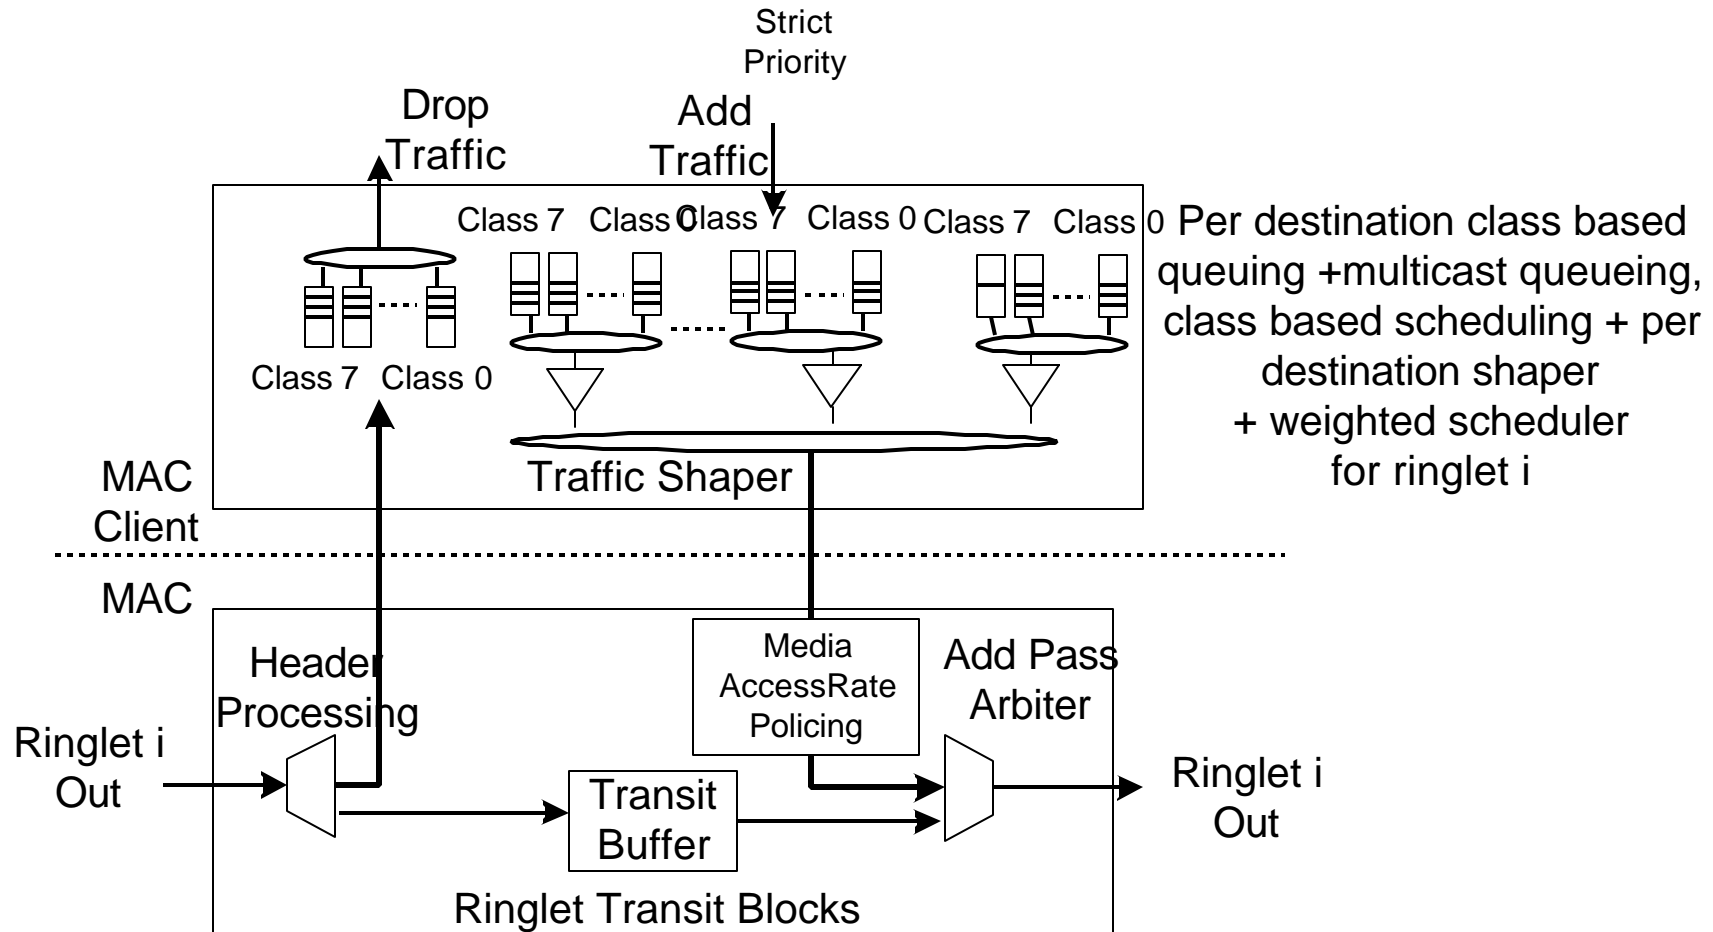 Strict
Priority
Drop
Traffic
Add
Traffic
Class 7 Class 0 Class 7 Class 0 Class 7 Class 0
Per destination class based
queuing +multicast queueing,
class based scheduling + per
destination shaper
+ weighted scheduler
for ringlet i
Class 7 Class 0
Traffic Shaper
MAC
Client
MAC
Header
Processing
Media
AccessRate
Policing
Add Pass
Arbiter
Ringlet i
Out
Transit
Buffer
Ringlet i
Out
Ringlet Transit Blocks